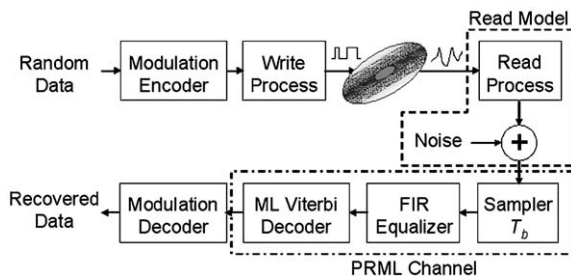 Read Model
Random
Data
Modulation
Encoder
Write
Process
Read
Process
Noise
+
Recovered
Data
Modulation
Decoder
ML Viterbi
Decoder
FIR
Equalizer
Sampler
T_b
PRML Channel